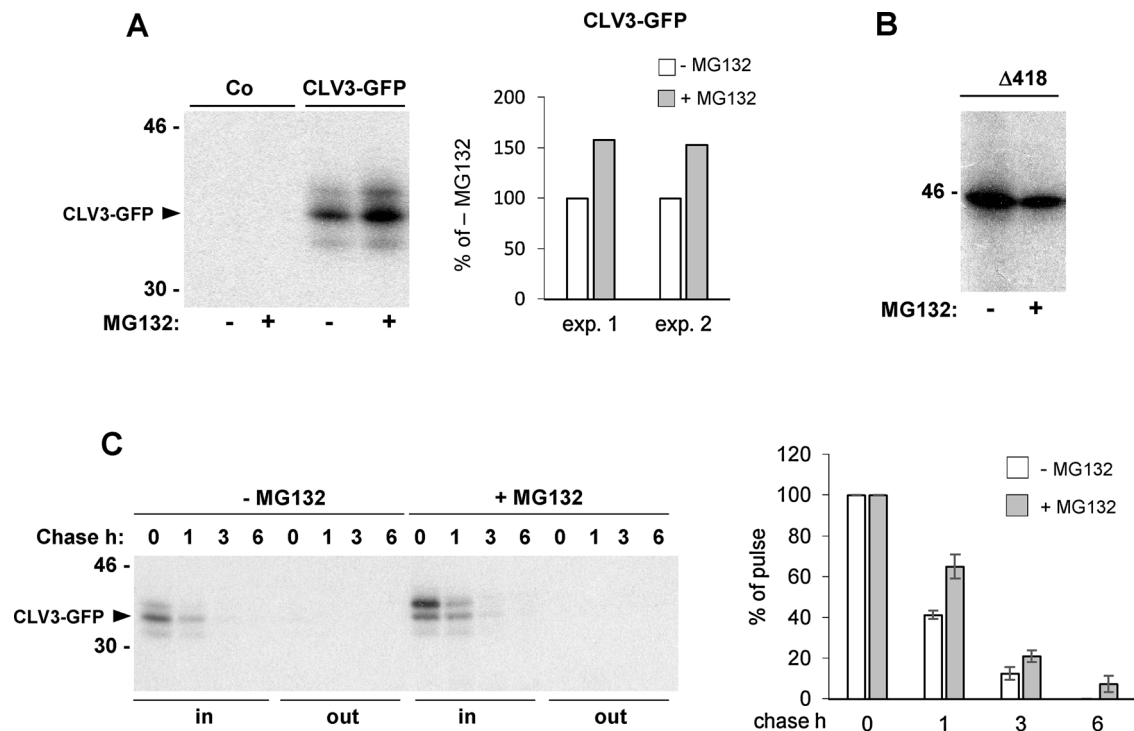 A
CLV3-GFP
B
Co CLV3-GFP
46 -
CLV3-GFP
30 -
MG132: - + - +
- MG132
+ MG132
% of – MG132
200
150
100
50
0
exp. 1 exp. 2
Δ418
46 -
MG132: - +
C
- MG132 + MG132
Chase h: 0 1 3 6 0 1 3 6 0 1 3 6 0 1 3 6
46 -
CLV3-GFP
30 -
in out in out
- MG132
+ MG132
% of pulse
120
100
80
60
40
20
0
chase h 0 1 3 6